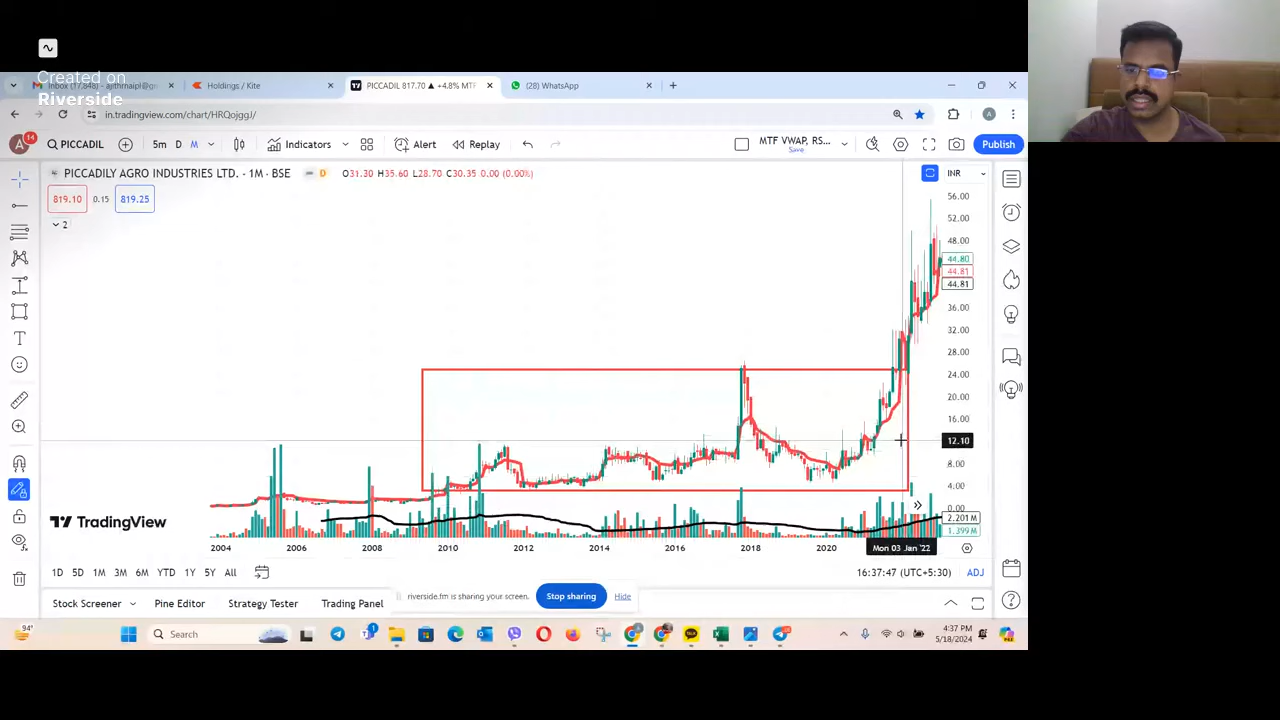 Created on
Riverside
Inbox (17,848) - ajithrnaipl@g
Holdings / Kite
PICCADIL 817.70 ▲ +4.8% MTF
(28) WhatsApp
in.tradingview.com/chart/HRQojggJ/
A
A
14
PICCADIL
5m
D
M
Indicators
Alert
Replay
MTF VWAP, RS...
Save
Publish
PICCADILY AGRO INDUSTRIES LTD. · 1M · BSE
D
O31.30 H35.60 L28.70 C30.35 0.00 (0.00%)
INR
819.10
0.15
819.25
2
56.00
52.00
48.00
44.80
44.81
44.81
36.00
32.00
28.00
24.00
20.00
16.00
12.10
8.00
4.00
0.00
2.201 M
1.399 M
TradingView
2004
2006
2008
2010
2012
2014
2016
2018
2020
Mon 03 Jan '22
1D
5D
1M
3M
6M
YTD
1Y
5Y
All
16:37:47 (UTC+5:30)
ADJ
Stock Screener
Pine Editor
Strategy Tester
Trading Panel
riverside.fm is sharing your screen.
Stop sharing
Hide
94°
Search
4:37 PM
5/18/2024